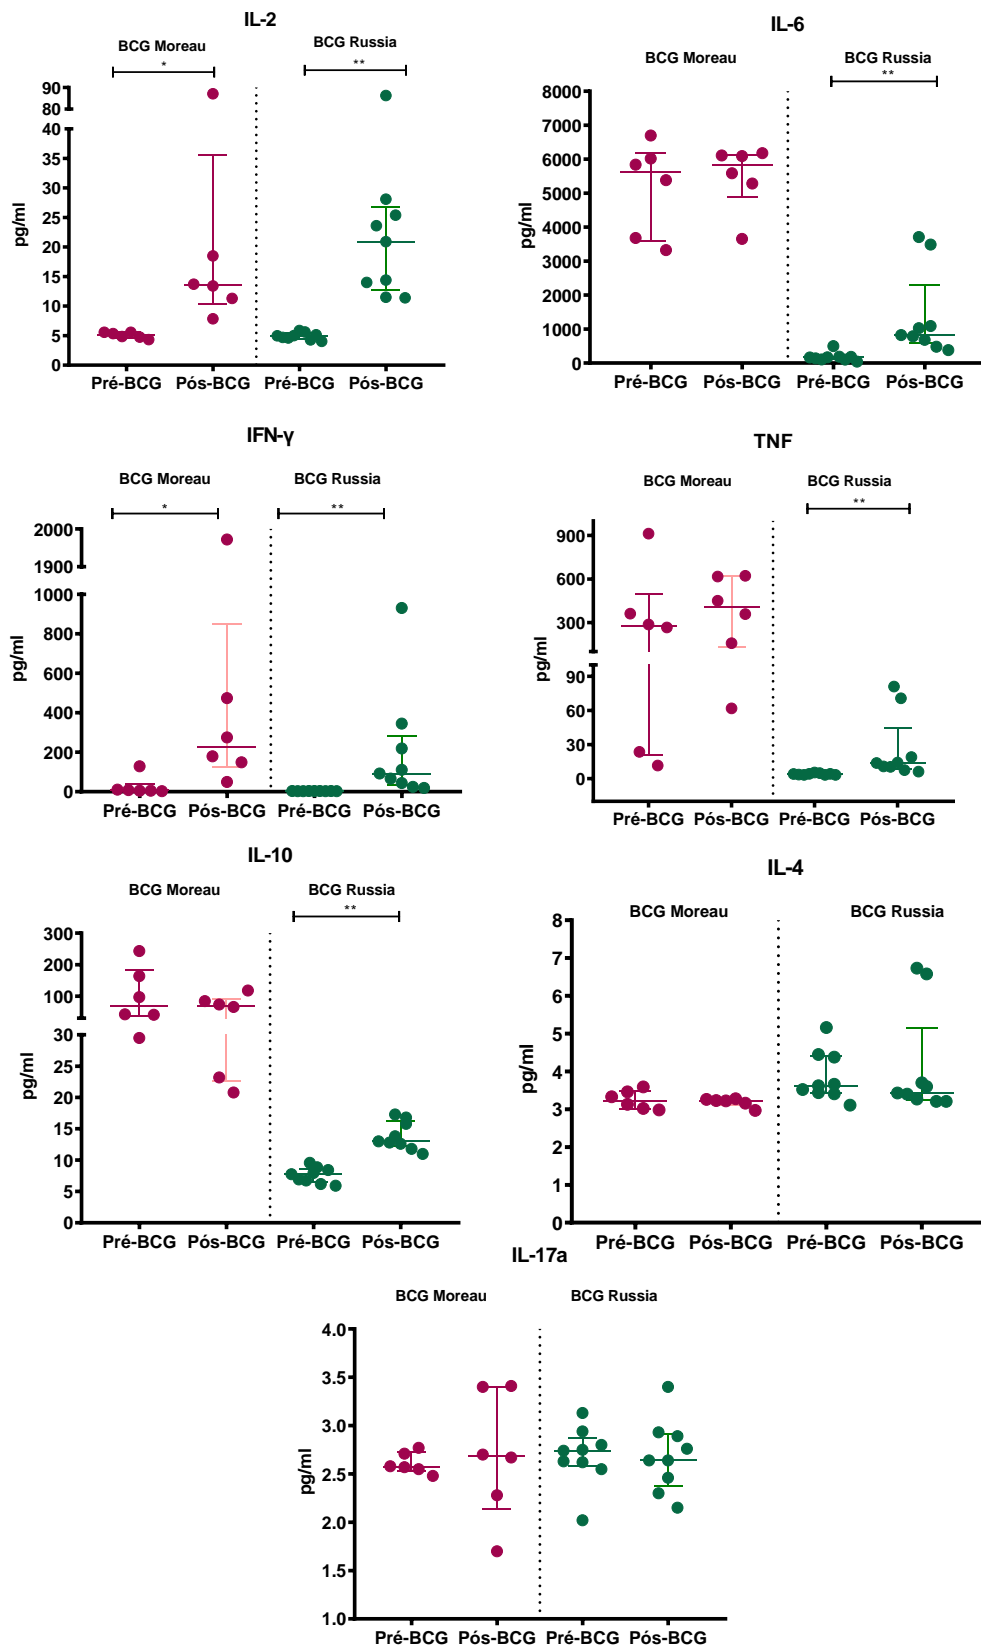 IL-2
BCG Moreau
BCG Russia
*
**
90
80
40
35
30
25
20
15
10
5
0
pg/ml
Pré-BCG Pós-BCG Pré-BCG Pós-BCG
IL-6
BCG Moreau BCG Russia
**
8000
7000
6000
5000
4000
3000
2000
1000
0
pg/ml
Pré-BCG Pós-BCG Pré-BCG Pós-BCG
IFN-γ
BCG Moreau BCG Russia
* **
2000
1900
1000
800
600
400
200
0
pg/ml
Pré-BCG Pós-BCG Pré-BCG Pós-BCG
TNF
BCG Moreau BCG Russia
**
900
600
300
90
60
30
0
pg/ml
Pré-BCG Pós-BCG Pré-BCG Pós-BCG
IL-10
BCG Moreau BCG Russia
**
300
200
100
30
20
15
10
5
0
pg/ml
Pré-BCG Pós-BCG Pré-BCG Pós-BCG
IL-4
BCG Moreau BCG Russia
8
7
6
5
4
3
2
1
0
pg/ml
Pré-BCG Pós-BCG Pré-BCG Pós-BCG
IL-17a
BCG Moreau BCG Russia
4.0
3.5
3.0
2.5
2.0
1.5
1.0
pg/ml
Pré-BCG Pós-BCG Pré-BCG Pós-BCG